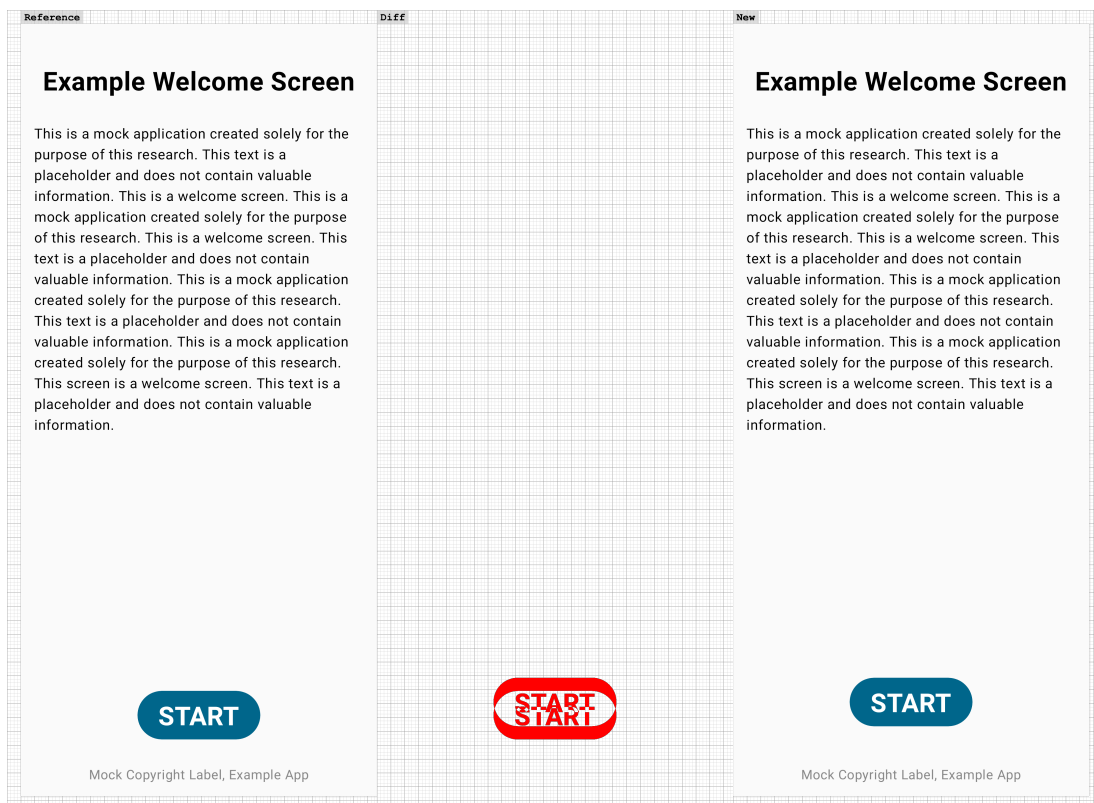 Reference
Diff
New
Example Welcome Screen
This is a mock application created solely for the
purpose of this research. This text is a
placeholder and does not contain valuable
information. This is a welcome screen. This is a
mock application created solely for the purpose
of this research. This is a welcome screen. This
text is a placeholder and does not contain
valuable information. This is a mock application
created solely for the purpose of this research.
This text is a placeholder and does not contain
valuable information. This is a mock application
created solely for the purpose of this research.
This screen is a welcome screen. This text is a
placeholder and does not contain valuable
information.
START
Mock Copyright Label, Example App
START
START
Example Welcome Screen
This is a mock application created solely for the
purpose of this research. This text is a
placeholder and does not contain valuable
information. This is a welcome screen. This is a
mock application created solely for the purpose
of this research. This is a welcome screen. This
text is a placeholder and does not contain
valuable information. This is a mock application
created solely for the purpose of this research.
This text is a placeholder and does not contain
valuable information. This is a mock application
created solely for the purpose of this research.
This screen is a welcome screen. This text is a
placeholder and does not contain valuable
information.
START
Mock Copyright Label, Example App